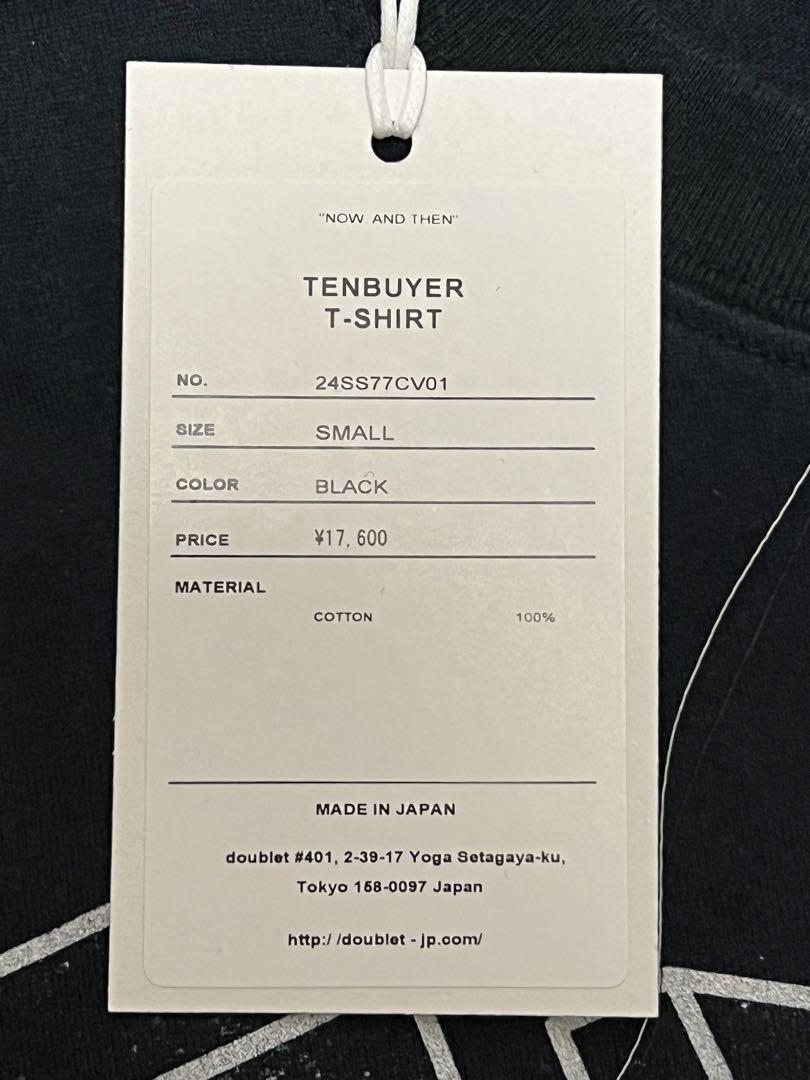 "NOW AND THEN"
TENBUYER
T-SHIRT
NO. 24SS77CV01
SIZE SMALL
COLOR BLACK
PRICE ¥17,600
MATERIAL
COTTON 100%
MADE IN JAPAN
doublet #401, 2-39-17 Yoga Setagaya-ku,
Tokyo 158-0097 Japan
http://doublet-jp.com/